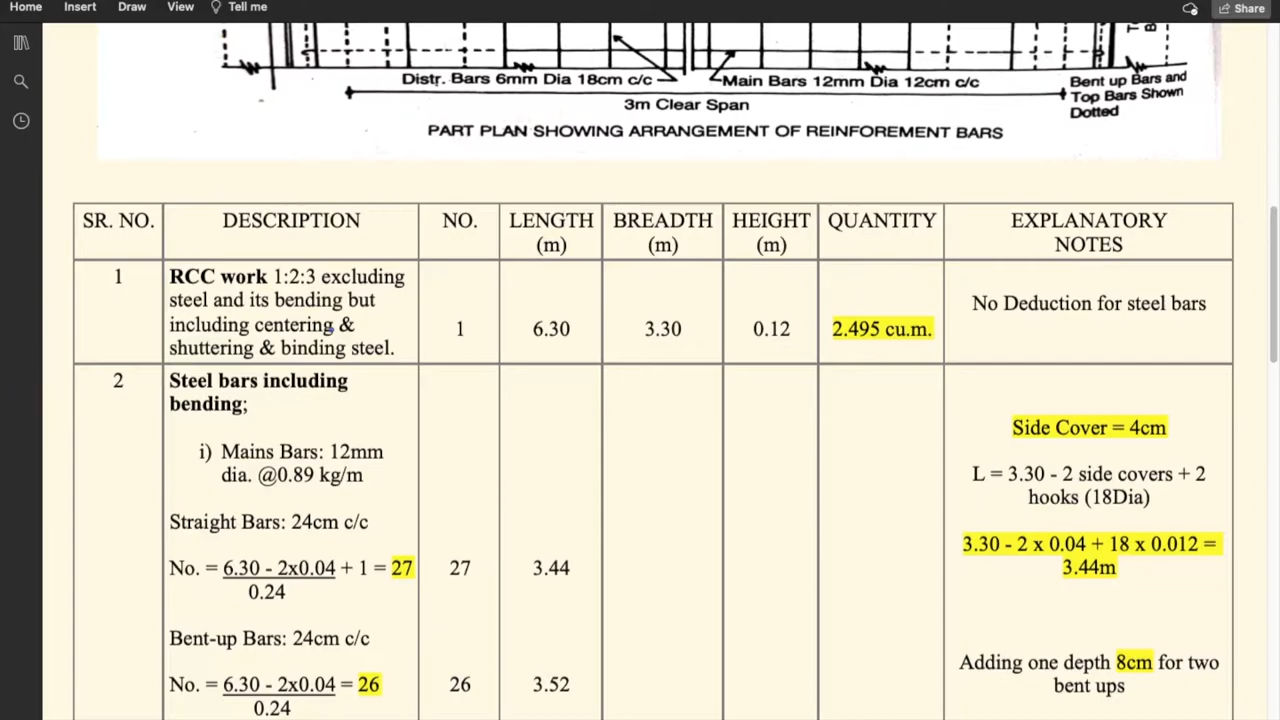 Home Insert Draw View Tell me Share
Distr. Bars 6mm Dia 18cm c/c
Main Bars 12mm Dia 12cm c/c
Bent up Bars and
Top Bars Shown
Dotted
3m Clear Span
PART PLAN SHOWING ARRANGEMENT OF REINFOREMENT BARS
SR. NO. DESCRIPTION NO. LENGTH BREADTH HEIGHT QUANTITY EXPLANATORY
(m) (m) (m) NOTES
1 RCC work 1:2:3 excluding
steel and its bending but
including centering &
shuttering & binding steel.
1 6.30 3.30 0.12 2.495 cu.m.
No Deduction for steel bars
2 Steel bars including
bending;
i) Mains Bars: 12mm
dia. @0.89 kg/m
Straight Bars: 24cm c/c
No. = 6.30 - 2x0.04 + 1 = 27
0.24
27 3.44
Side Cover = 4cm
L = 3.30 - 2 side covers + 2
hooks (18Dia)
3.30 - 2 x 0.04 + 18 x 0.012 =
3.44m
Bent-up Bars: 24cm c/c
No. = 6.30 - 2x0.04 = 26
0.24
26 3.52
Adding one depth 8cm for two
bent ups